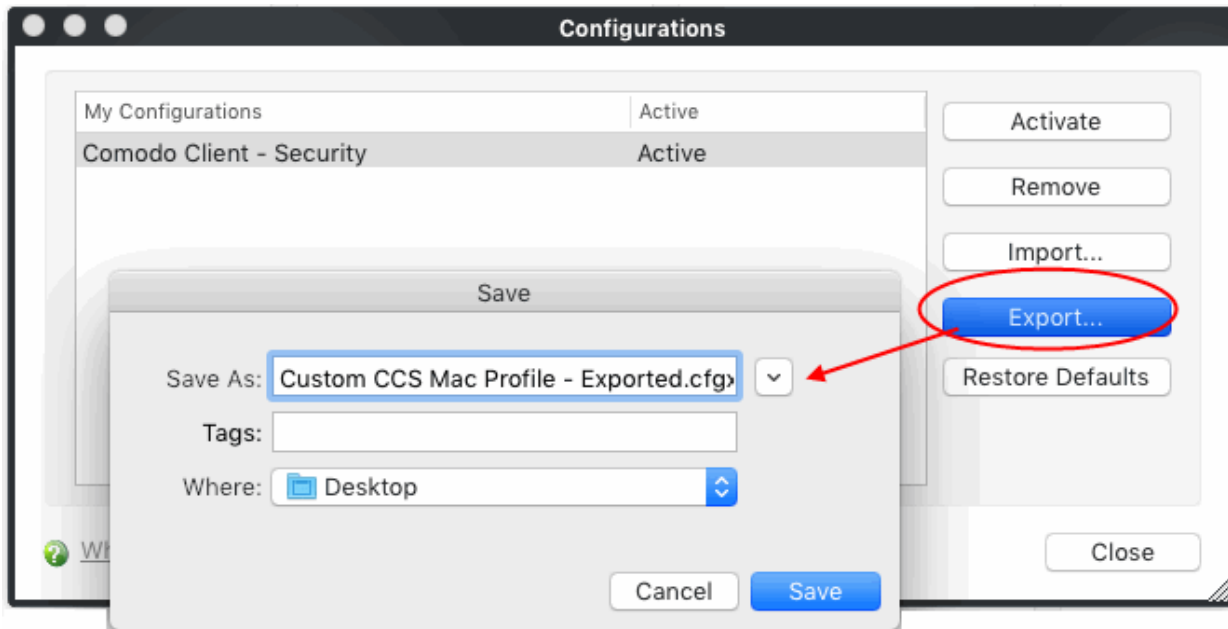 Configurations
My Configurations
Active
Comodo Client - Security
Active
Activate
Remove
Import...
Export...
Restore Defaults
Save
Save As:
Custom CCS Mac Profile - Exported.cfgx
Tags:
Where:
Desktop
Cancel
Save
Close